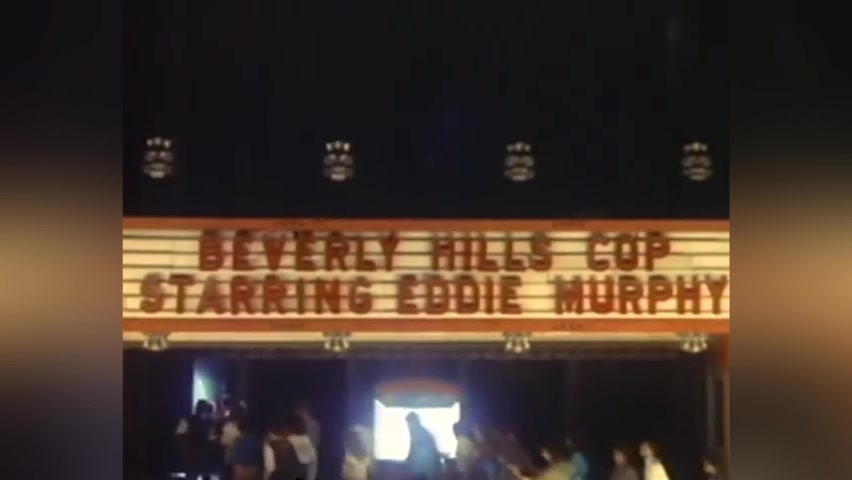 BEVERLY HILLS COP
STARRING EDDIE MURPHY